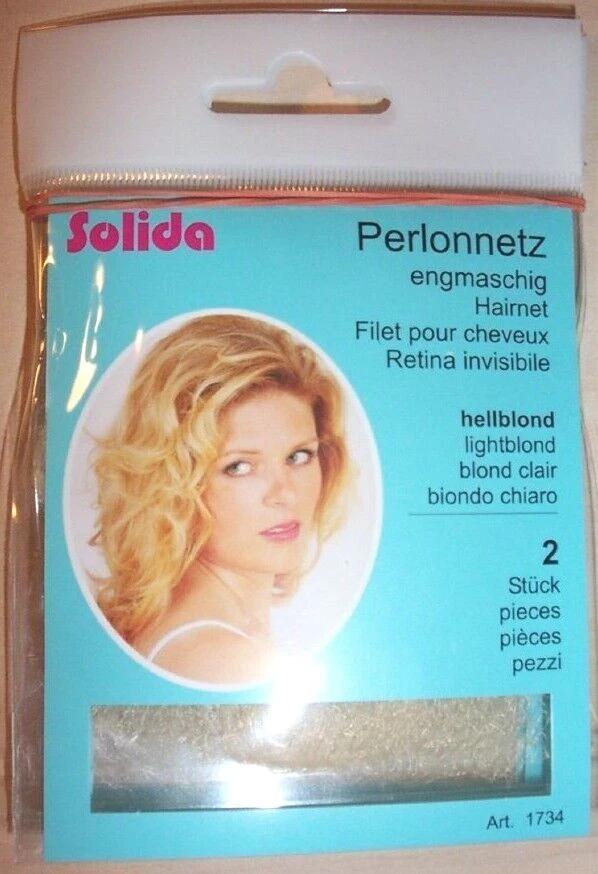 Solida
Perlonnetz
engmaschig
Hairnet
Filet pour cheveux
Retina invisibile
hellblond
lightblond
blond clair
biondo chiaro
2
Stück
pieces
pièces
pezzi
Art. 1734